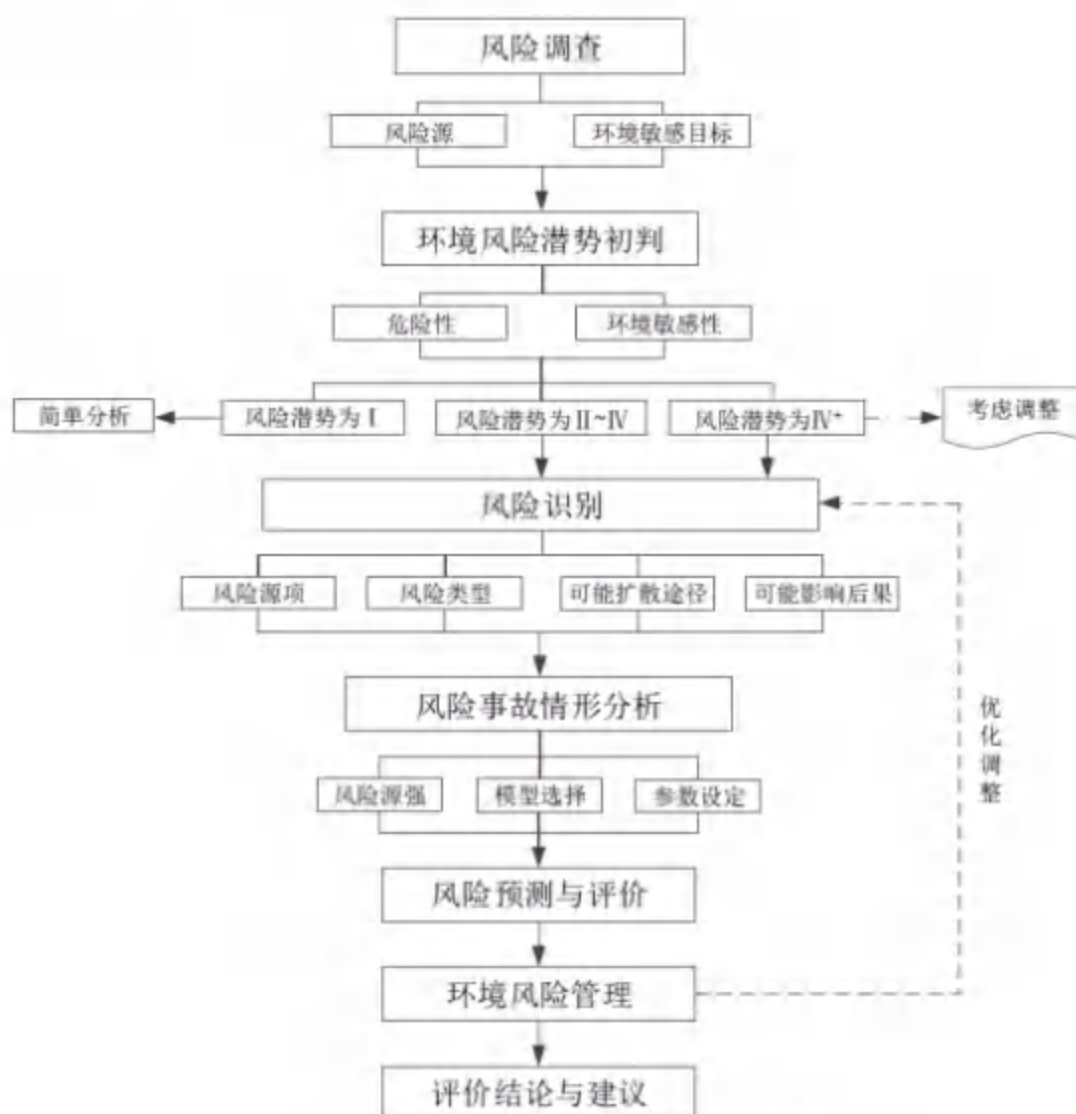 风险调查
风险源
环境敏感目标
环境风险潜势初判
危险性
环境敏感性
简单分析
风险潜势为Ⅰ
风险潜势为Ⅱ~Ⅳ
风险潜势为Ⅳ⁺
考虑调整
风险识别
风险源项
风险类型
可能扩散途径
可能影响后果
风险事故情形分析
优化调整
风险源强
模型选择
参数设定
风险预测与评价
环境风险管理
评价结论与建议